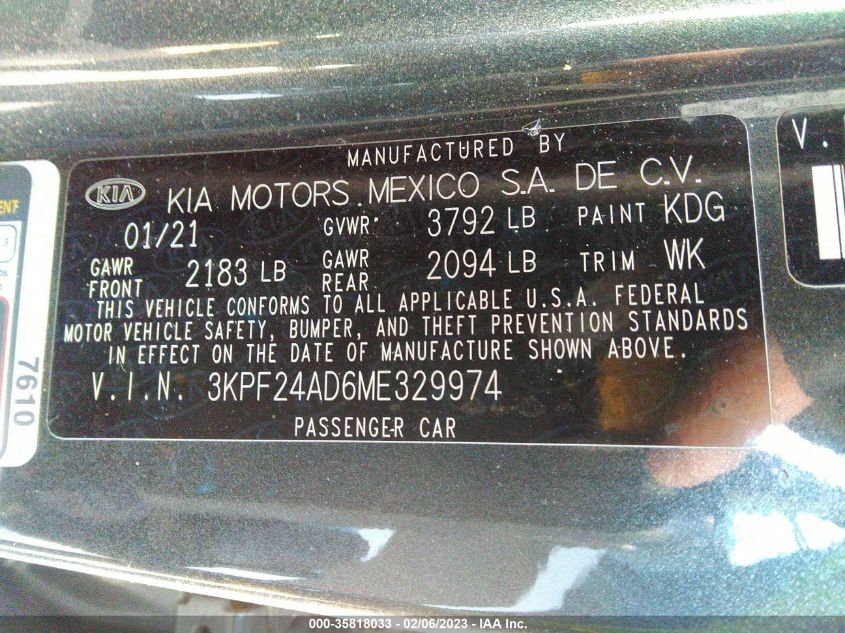 MANUFACTURED BY
KIA KIA MOTORS MEXICO S.A. DE C.V.
01/21 GVWR 3792 LB PAINT KDG
GAWR FRONT 2183 LB GAWR REAR 2094 LB TRIM WK
THIS VEHICLE CONFORMS TO ALL APPLICABLE U.S.A. FEDERAL
MOTOR VEHICLE SAFETY, BUMPER, AND THEFT PREVENTION STANDARDS
IN EFFECT ON THE DATE OF MANUFACTURE SHOWN ABOVE.
V.I.N. 3KPF24AD6ME329974
PASSENGER CAR
7610
V.
000-35818033 — 02/06/2023 — IAA Inc.